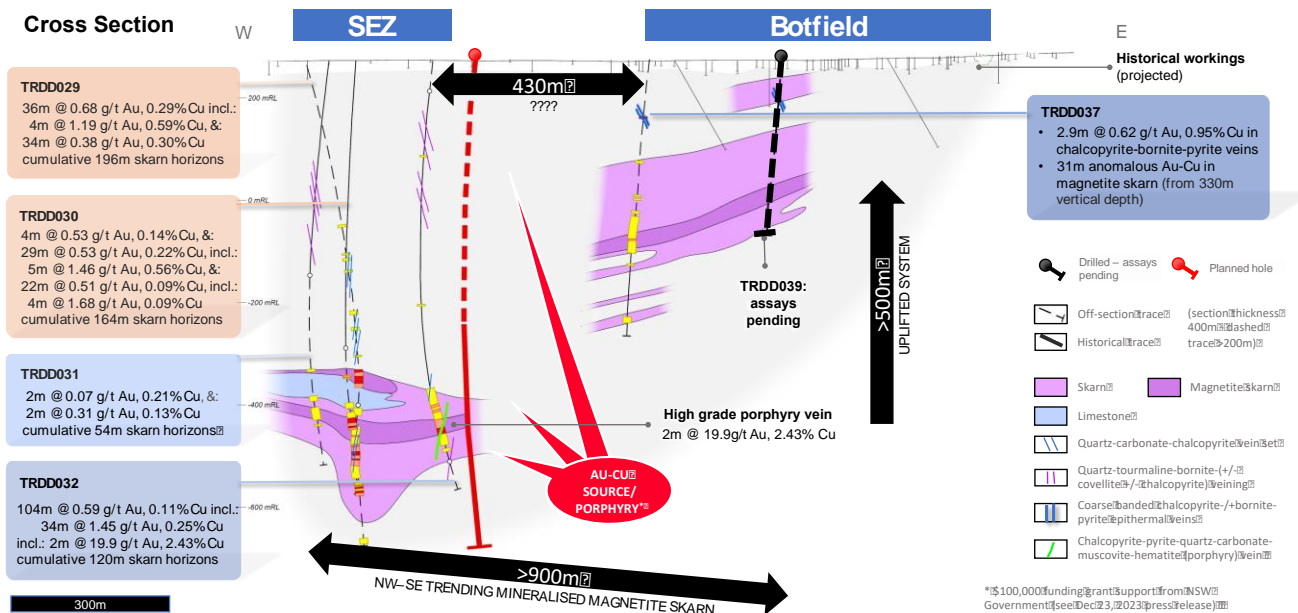 Cross Section
W
SEZ
Botfield
E
Historical workings
(projected)
430m
????
TRDD029
36m @ 0.68 g/t Au, 0.29% Cu incl.:
4m @ 1.19 g/t Au, 0.59% Cu, &:
34m @ 0.38 g/t Au, 0.30% Cu
cumulative 196m skarn horizons
200 mRL
TRDD037
• 2.9m @ 0.62 g/t Au, 0.95% Cu in
chalcopyrite-bornite-pyrite veins
• 31m anomalous Au-Cu in
magnetite skarn (from 330m
vertical depth)
0 mRL
TRDD030
4m @ 0.53 g/t Au, 0.14% Cu, &:
29m @ 0.53 g/t Au, 0.22% Cu, incl.:
5m @ 1.46 g/t Au, 0.56% Cu, &:
22m @ 0.51 g/t Au, 0.09% Cu, incl.:
4m @ 1.68 g/t Au, 0.09% Cu
cumulative 164m skarn horizons
-200 mRL
TRDD039:
assays
pending
>500m
UPLIFTED SYSTEM
Drilled – assays
pending
Planned hole
Off-section trace
(section thickness
400m dashed
trace >200m)
Historical trace
TRDD031
2m @ 0.07 g/t Au, 0.21% Cu, &:
2m @ 0.31 g/t Au, 0.13% Cu
cumulative 54m skarn horizons
-400 mRL
High grade porphyry vein
2m @ 19.9g/t Au, 2.43% Cu
Skarn
Magnetite skarn
Limestone
Quartz-carbonate-chalcopyrite vein set
Quartz-tourmaline-bornite-(+/-
covellite +/- chalcopyrite) veining
Coarse banded chalcopyrite-/+bornite-
pyrite epithermal veins
Chalcopyrite-pyrite-quartz-carbonate-
muscovite-hematite (porphyry) vein
TRDD032
104m @ 0.59 g/t Au, 0.11% Cu incl.:
34m @ 1.45 g/t Au, 0.25% Cu
incl.: 2m @ 19.9 g/t Au, 2.43% Cu
cumulative 120m skarn horizons
-600 mRL
AU-CU
SOURCE/
PORPHYRY*
>900m
NW–SE TRENDING MINERALISED MAGNETITE SKARN
300m
* $100,000 funding grant support from NSW
Government (see Dec 23, 2023 press release)